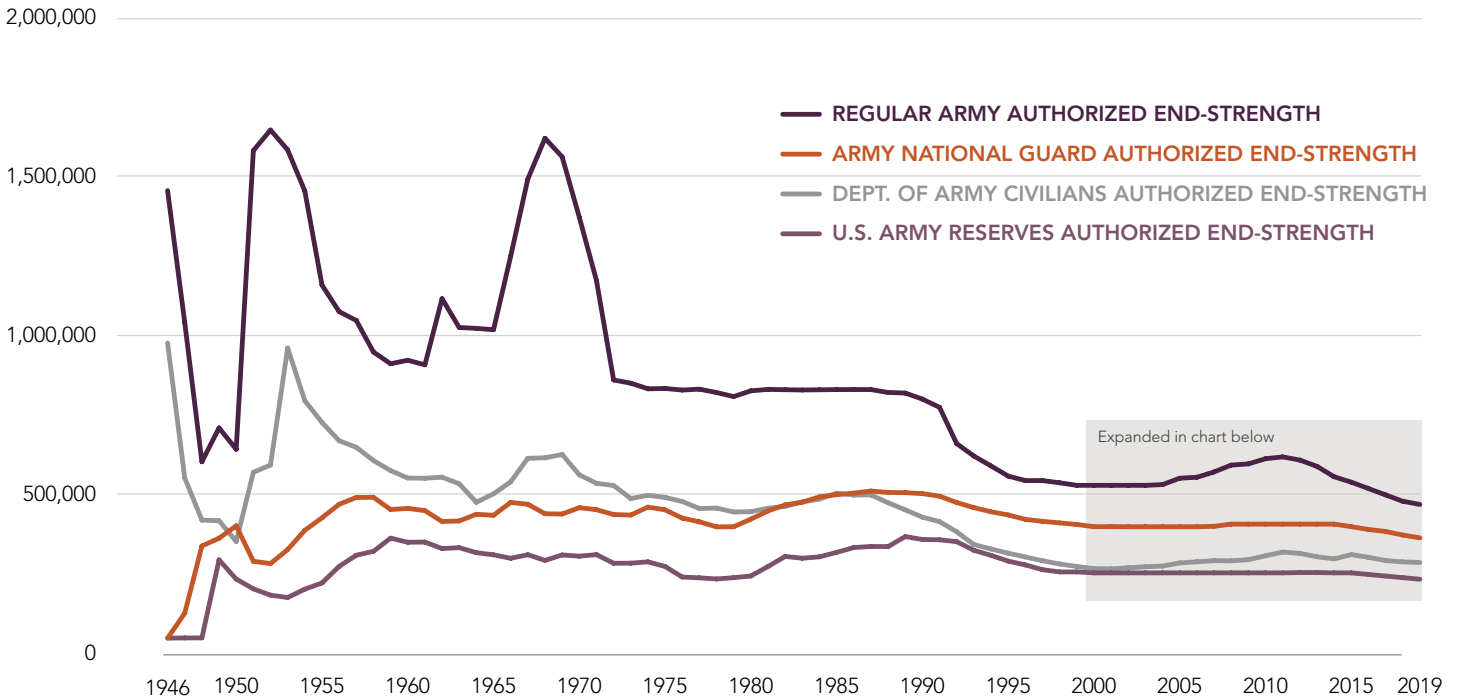 2,000,000
1,500,000
1,000,000
500,000
0
REGULAR ARMY AUTHORIZED END-STRENGTH
ARMY NATIONAL GUARD AUTHORIZED END-STRENGTH
DEPT. OF ARMY CIVILIANS AUTHORIZED END-STRENGTH
U.S. ARMY RESERVES AUTHORIZED END-STRENGTH
Expanded in chart below
1946 1950 1955 1960 1965 1970 1975 1980 1985 1990 1995 2000 2005 2010 2015 2019